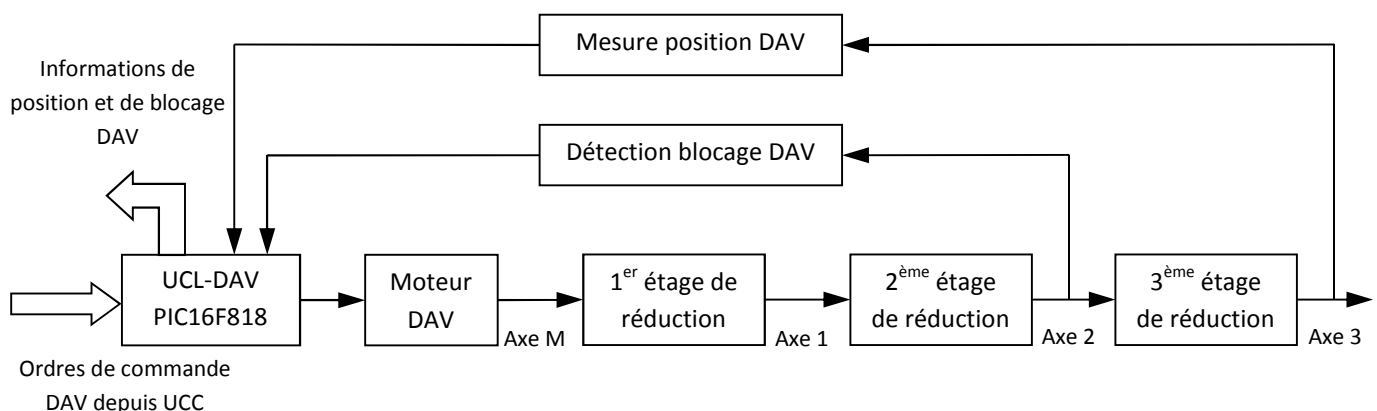 Mesure position DAV
Informations de
position et de blocage
DAV
Détection blocage DAV
UCL-DAV
PIC16F818
Moteur
DAV
Axe M
1er étage de
réduction
Axe 1
2ème étage
de réduction
Axe 2
3ème étage
de réduction
Axe 3
Ordres de commande
DAV depuis UCC